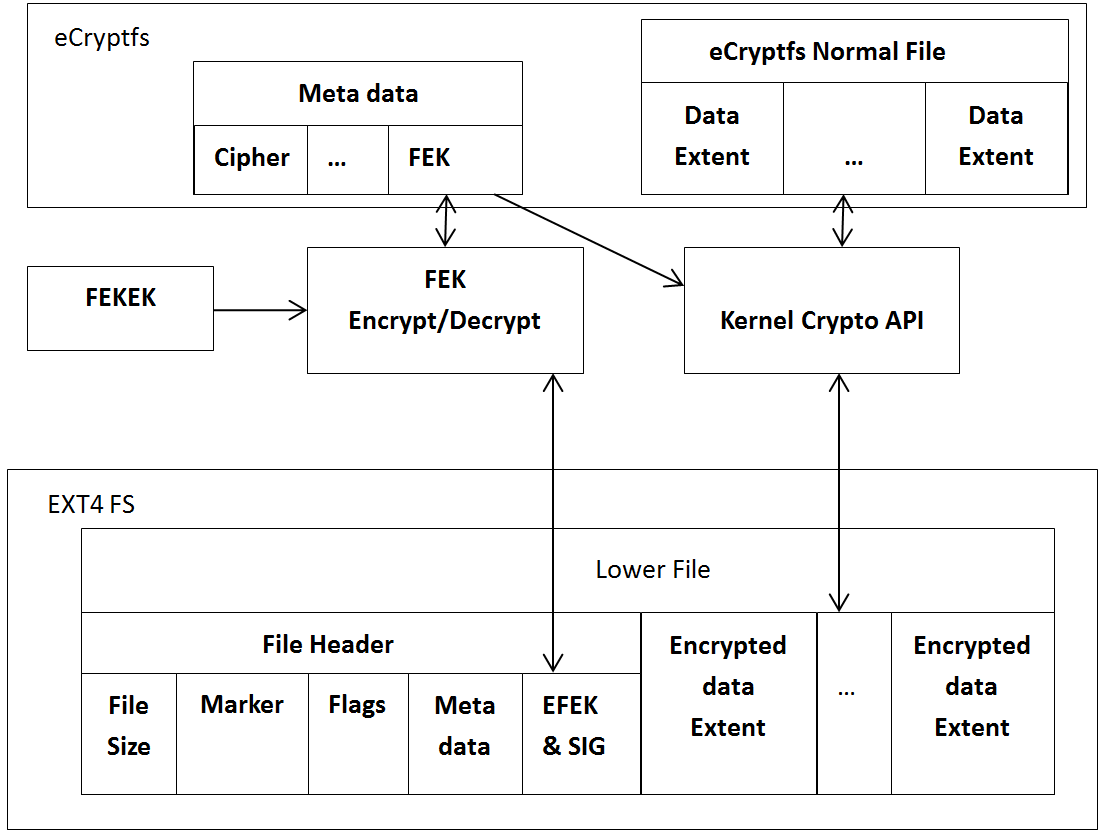 eCryptfs
eCryptfs Normal File
Meta data
Cipher
...
FEK
Data
Extent
...
Data
Extent
FEKEK
FEK
Encrypt/Decrypt
Kernel Crypto API
EXT4 FS
Lower File
File Header
File
Size
Marker
Flags
Meta
data
EFEK
& SIG
Encrypted
data
Extent
...
Encrypted
data
Extent